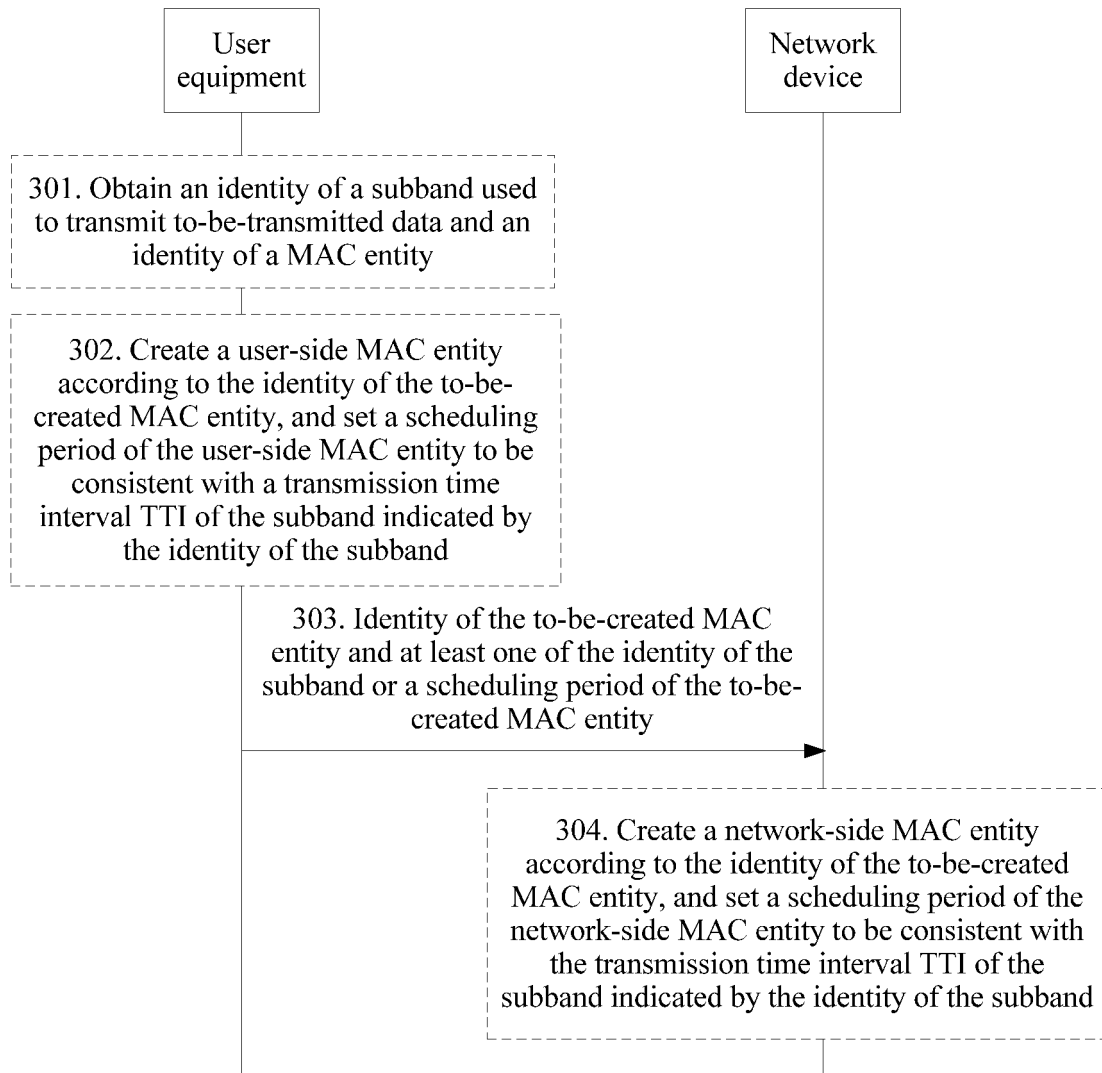 User
equipment
Network
device
301. Obtain an identity of a subband used
to transmit to-be-transmitted data and an
identity of a MAC entity
302. Create a user-side MAC entity
according to the identity of the to-be-
created MAC entity, and set a scheduling
period of the user-side MAC entity to be
consistent with a transmission time
interval TTI of the subband indicated by
the identity of the subband
303. Identity of the to-be-created MAC
entity and at least one of the identity of the
subband or a scheduling period of the to-be-
created MAC entity
304. Create a network-side MAC entity
according to the identity of the to-be-created
MAC entity, and set a scheduling period of the
network-side MAC entity to be consistent with
the transmission time interval TTI of the
subband indicated by the identity of the subband